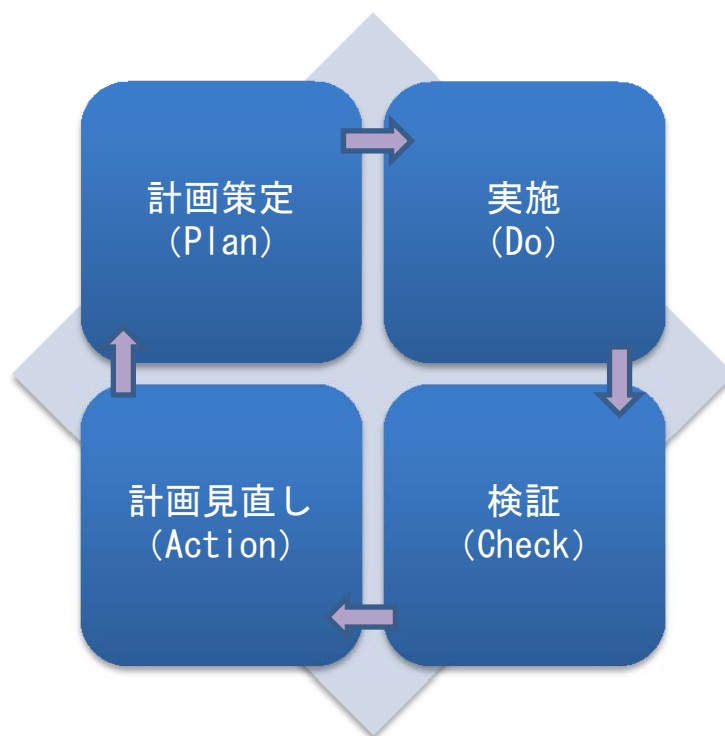 計画策定
(Plan)
実施
(Do)
計画見直し
(Action)
検証
(Check)